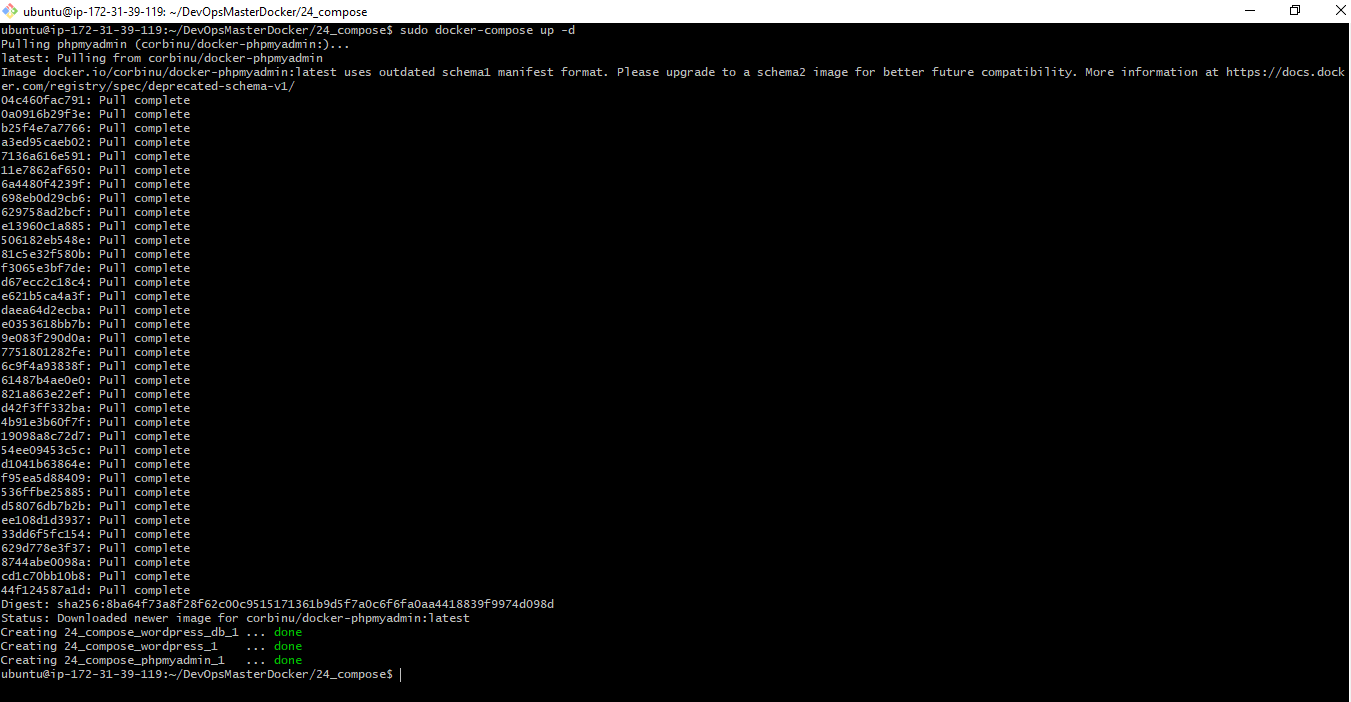 ubuntu@ip-172-31-39-119: ~/DevOpsMasterDocker/24_compose
ubuntu@ip-172-31-39-119:~/DevOpsMasterDocker/24_compose$ sudo docker-compose up -d
Pulling phpmyadmin (corbinu/docker-phpmyadmin:)...
latest: Pulling from corbinu/docker-phpmyadmin
Image docker.io/corbinu/docker-phpmyadmin:latest uses outdated schema1 manifest format. Please upgrade to a schema2 image for better future compatibility. More information at https://docs.dock
er.com/registry/spec/deprecated-schema-v1/
04c460fac791: Pull complete
0a0916b29f3e: Pull complete
b25f4e7a7766: Pull complete
a3ed95caeb02: Pull complete
7136a616e591: Pull complete
11e7862af650: Pull complete
6a4480f4239f: Pull complete
698eb0d29cb6: Pull complete
629758ad2bcf: Pull complete
e13960c1a885: Pull complete
506182eb548e: Pull complete
81c5e32f580b: Pull complete
f3065e3bf7de: Pull complete
d67ecc2c18c4: Pull complete
e621b5ca4a3f: Pull complete
daea64d2ecba: Pull complete
e0353618bb7b: Pull complete
9e083f290d0a: Pull complete
7751801282fe: Pull complete
6c9f4a93838f: Pull complete
61487b4ae0e0: Pull complete
821a863e22ef: Pull complete
d42f3ff332ba: Pull complete
4b91e3b60f7f: Pull complete
19098a8c72d7: Pull complete
54ee09453c5c: Pull complete
d1041b63864e: Pull complete
f95ea5d88409: Pull complete
536ffbe25885: Pull complete
d58076db7b2b: Pull complete
ee108d1d3937: Pull complete
33dd6f5fc154: Pull complete
629d778e3f37: Pull complete
8744abe0098a: Pull complete
cd1c70bb10b8: Pull complete
44f124587a1d: Pull complete
Digest: sha256:8ba64f73a8f28f62c00c9515171361b9d5f7a0c6f6fa0aa4418839f9974d098d
Status: Downloaded newer image for corbinu/docker-phpmyadmin:latest
Creating 24_compose_wordpress_db_1 ... done
Creating 24_compose_wordpress_1    ... done
Creating 24_compose_phpmyadmin_1   ... done
ubuntu@ip-172-31-39-119:~/DevOpsMasterDocker/24_compose$